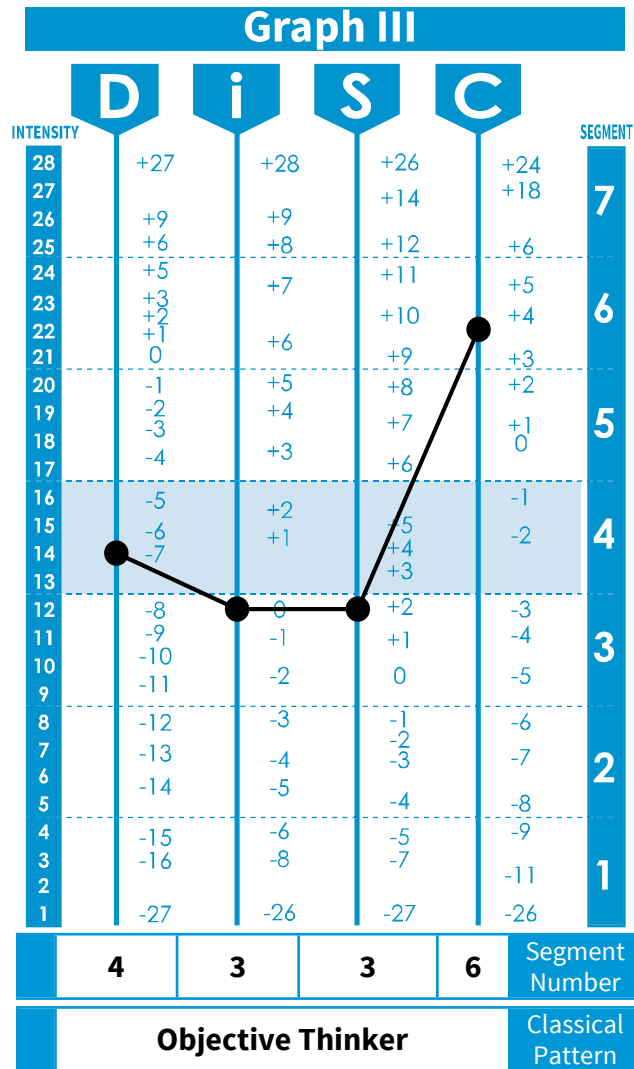 Graph III
D i S C
INTENSITY SEGMENT
28 +27 +28 +26 +24
27 +14 +18 7
26 +9 +9
25 +6 +8 +12 +6
24 +5 +7 +11 +5
23 +3 +10 +4 6
+2
22 +1 +6
21 0 +9 +3
20 -1 +5 +8 +2
19 -2 +4 +7 +1 5
-3
18 +3 0
17 -4 +6
16 -5 +2 -1
15 -6 +1 +5 -2 4
14 -7 +4
13 +3
12 -8 0 +2 -3
11 -9 -1 +1 -4 3
10 -10 -2 0 -5
9 -11
8 -12 -3 -1 -6
-2
7 -13 -4 -3 -7 2
6 -14 -5
5 -4 -8
4 -15 -6 -5 -9
3 -16 -8 -7 1
2 -11
1 -27 -26 -27 -26
4 3 3 6 Segment
Number
Objective Thinker Classical
Pattern